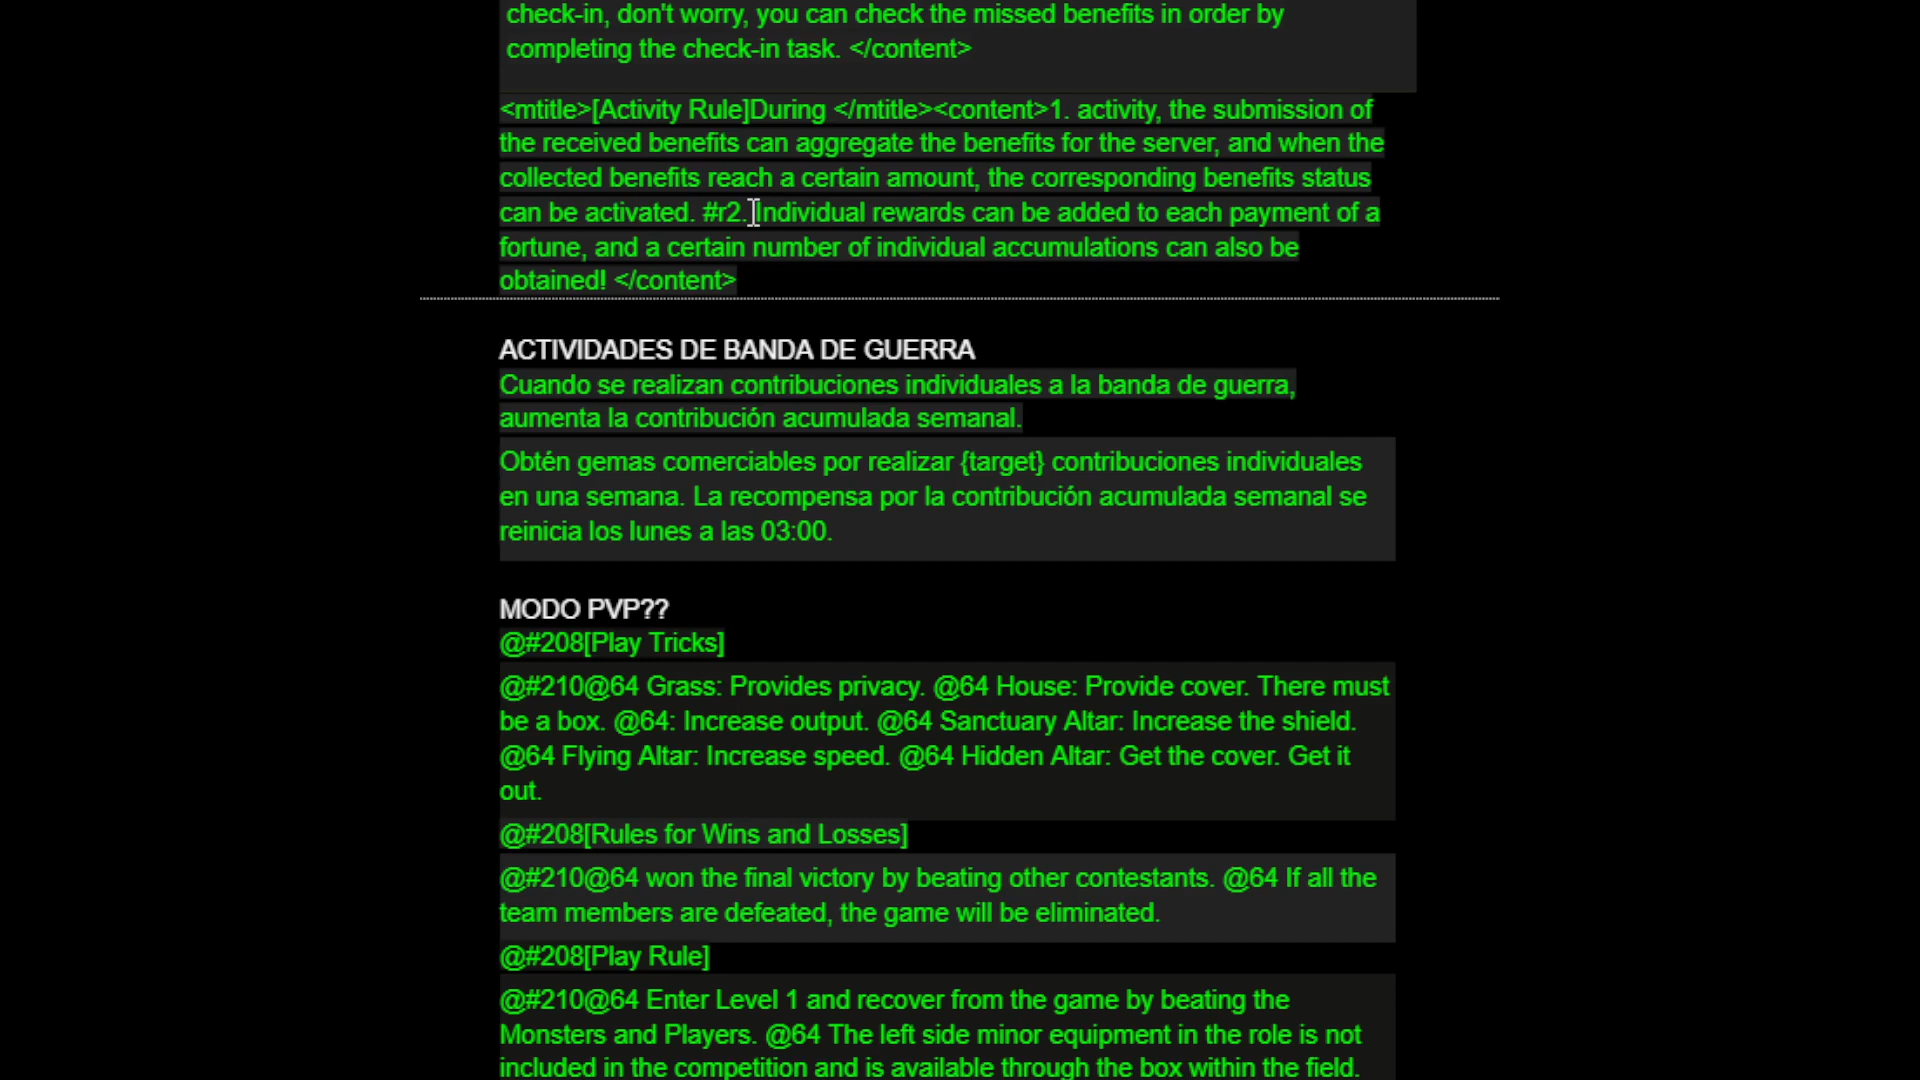 check-in, don't worry, you can check the missed benefits in order by
completing the check-in task. </content>
<mtitle>[Activity Rule]During </mtitle><content>1. activity, the submission of
the received benefits can aggregate the benefits for the server, and when the
collected benefits reach a certain amount, the corresponding benefits status
can be activated. #r2. Individual rewards can be added to each payment of a
fortune, and a certain number of individual accumulations can also be
obtained! </content>
ACTIVIDADES DE BANDA DE GUERRA
Cuando se realizan contribuciones individuales a la banda de guerra,
aumenta la contribución acumulada semanal.
Obtén gemas comerciables por realizar {target} contribuciones individuales
en una semana. La recompensa por la contribución acumulada semanal se
reinicia los lunes a las 03:00.
MODO PVP??
@#208[Play Tricks]
@#210@64 Grass: Provides privacy. @64 House: Provide cover. There must
be a box. @64: Increase output. @64 Sanctuary Altar: Increase the shield.
@64 Flying Altar: Increase speed. @64 Hidden Altar: Get the cover. Get it
out.
@#208[Rules for Wins and Losses]
@#210@64 won the final victory by beating other contestants. @64 If all the
team members are defeated, the game will be eliminated.
@#208[Play Rule]
@#210@64 Enter Level 1 and recover from the game by beating the
Monsters and Players. @64 The left side minor equipment in the role is not
included in the competition and is available through the box within the field.